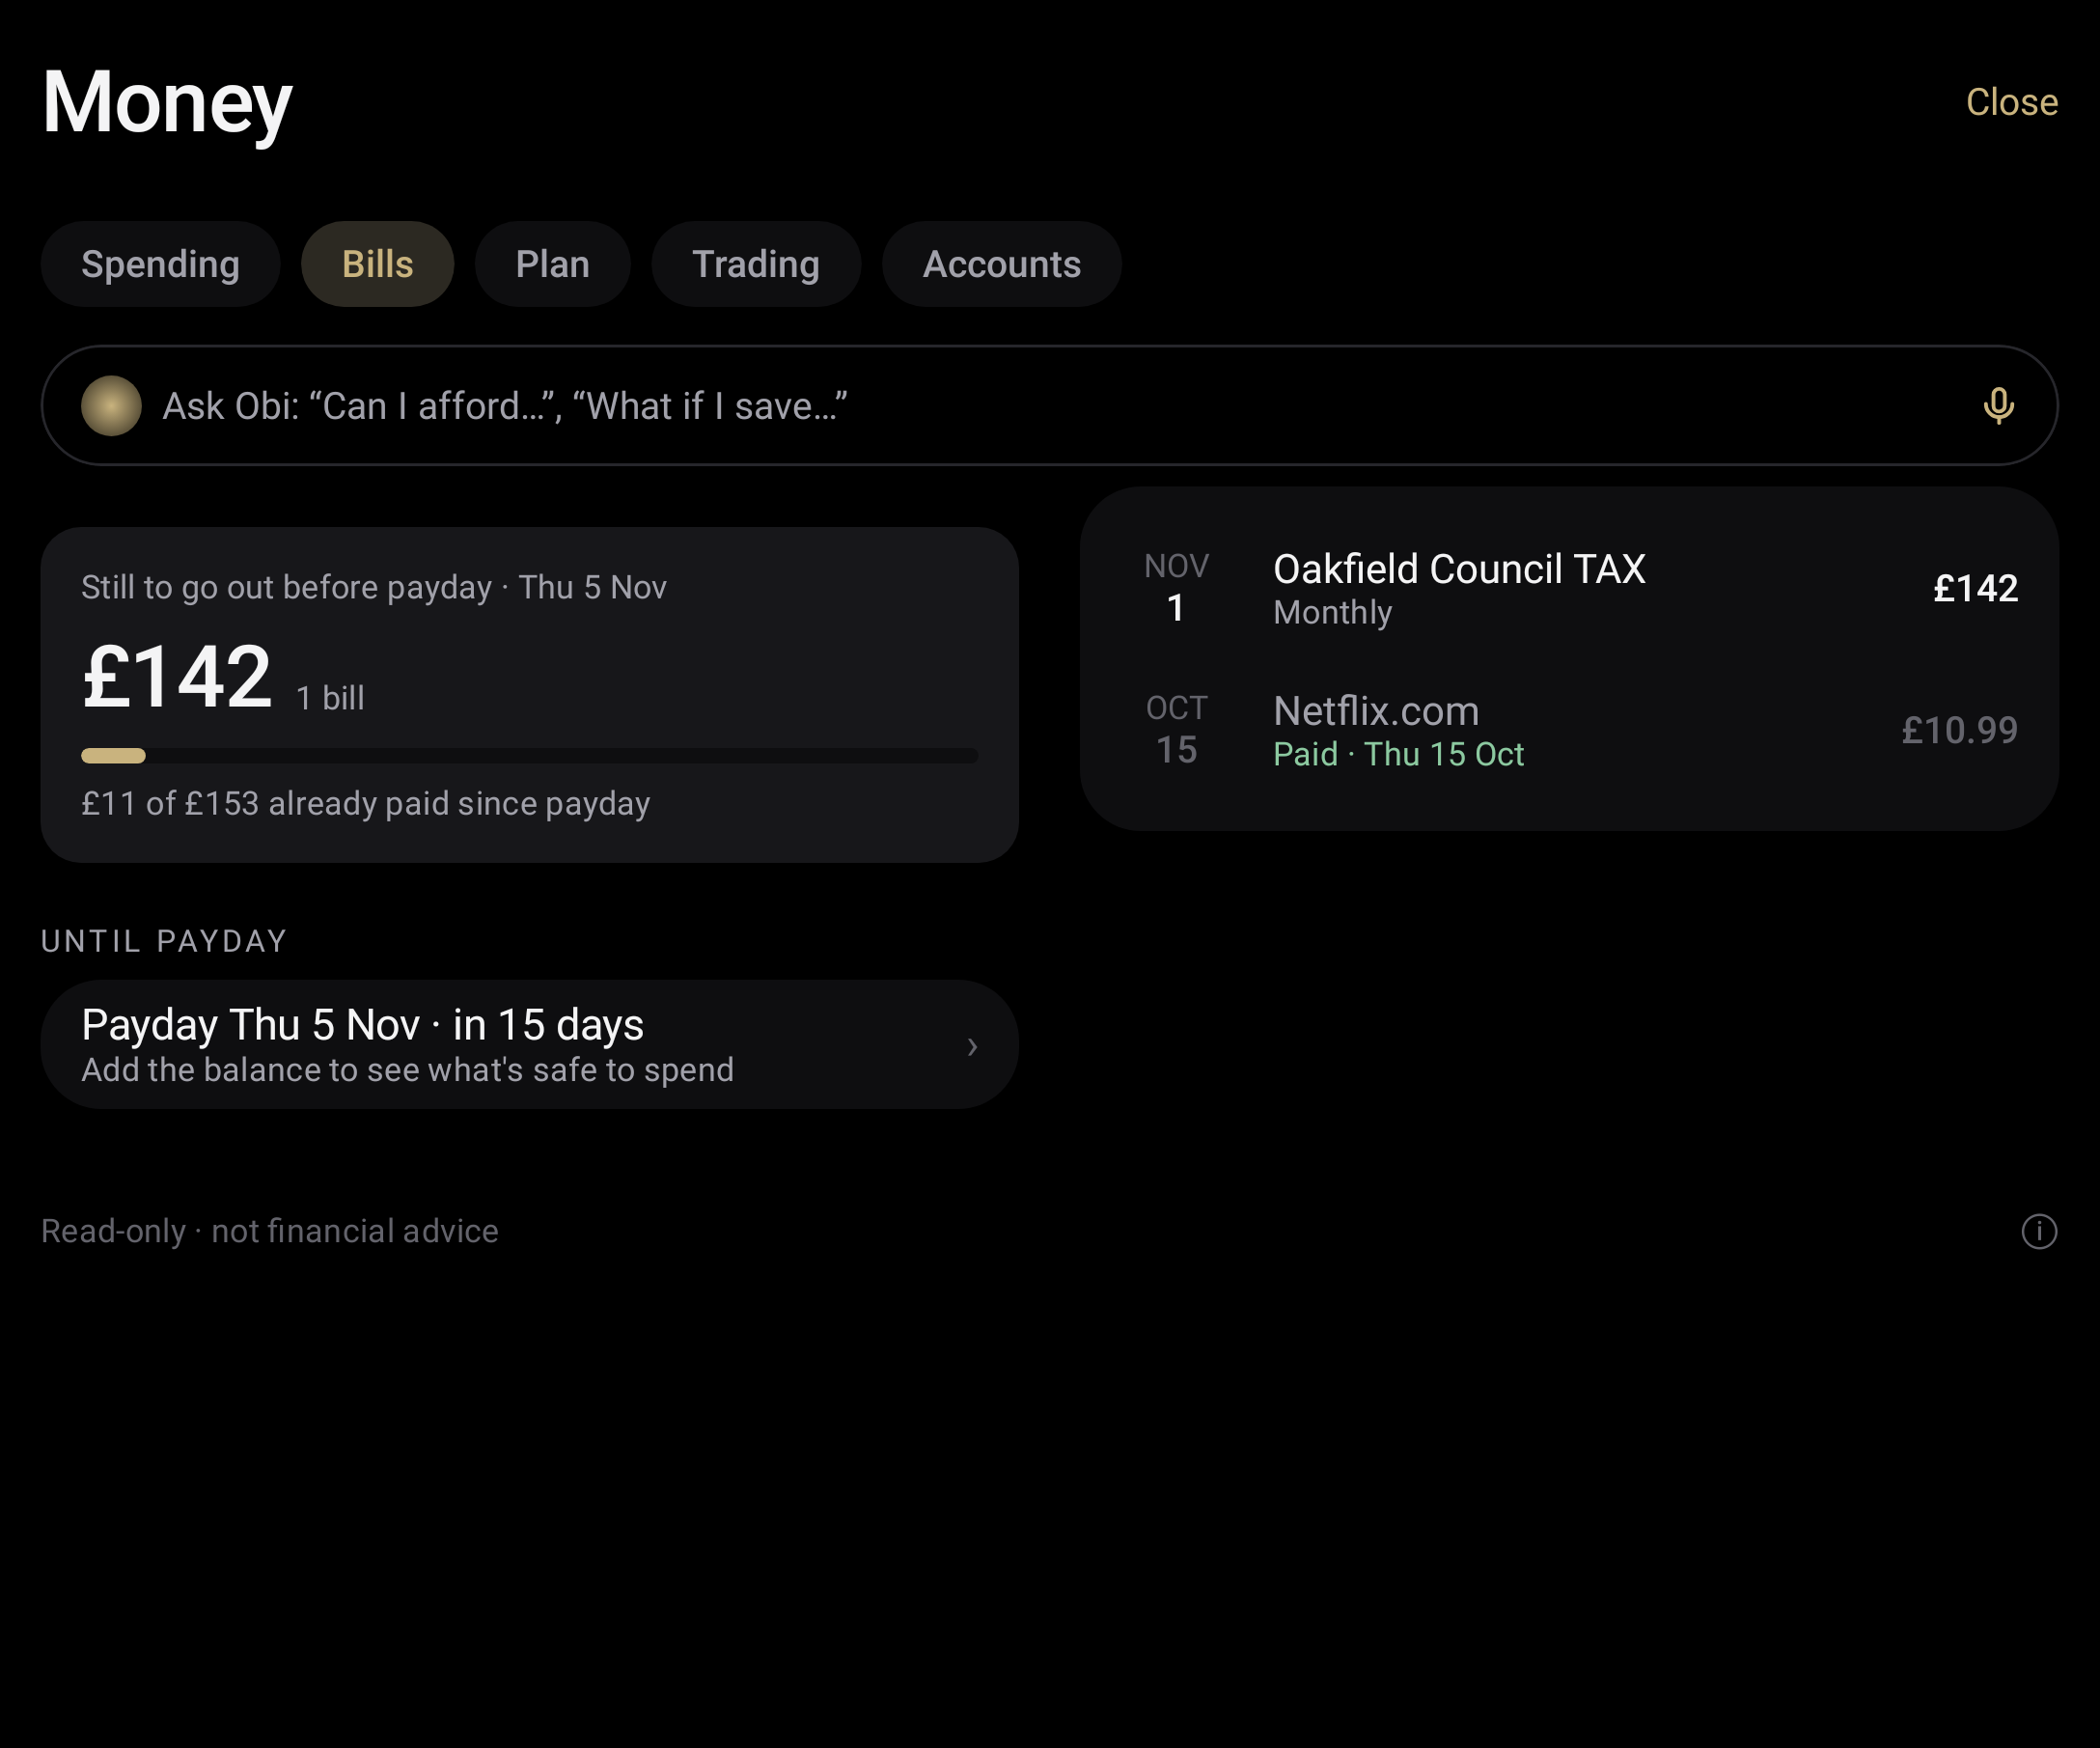 Money
Close
Spending
Bills
Plan
Trading
Accounts
Ask Obi: “Can I afford...”, “What if I save...”
Still to go out before payday · Thu 5 Nov
£142 1 bill
£11 of £153 already paid since payday
UNTIL PAYDAY
Payday Thu 5 Nov · in 15 days
Add the balance to see what's safe to spend
›
NOV
1
Oakfield Council TAX
Monthly
£142
OCT
15
Netflix.com
Paid · Thu 15 Oct
£10.99
Read-only · not financial advice